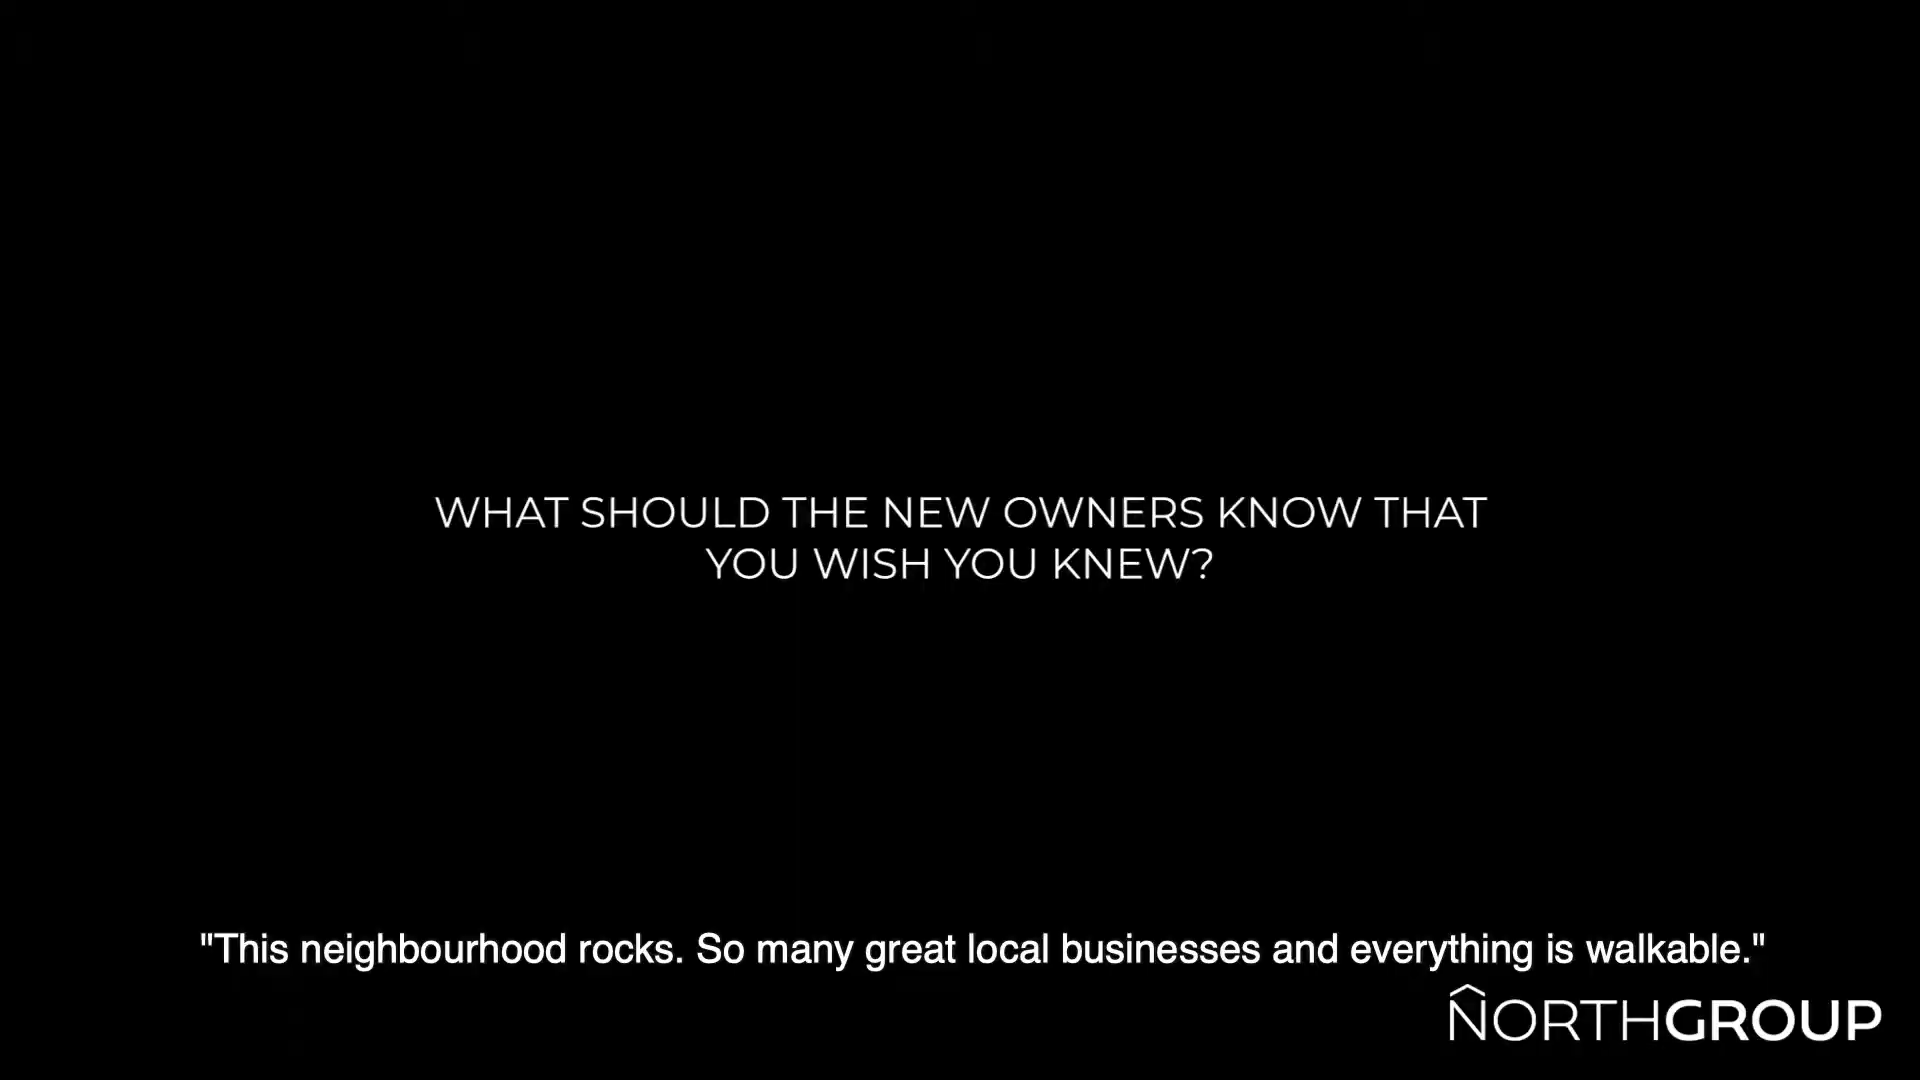 WHAT SHOULD THE NEW OWNERS KNOW THAT
YOU WISH YOU KNEW?
"This neighbourhood rocks. So many great local businesses and everything is walkable."
NORTHGROUP